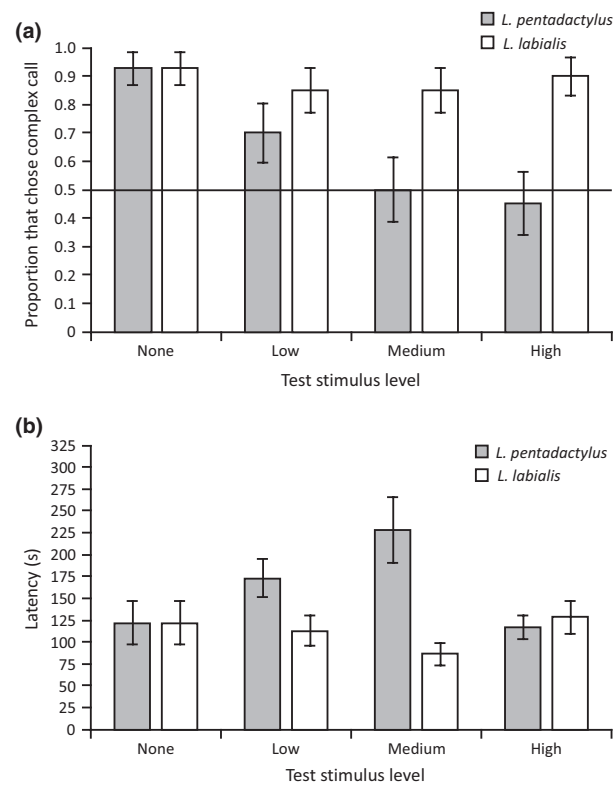 (a)
L. pentadactylus
L. labialis
Proportion that chose complex call
1.0
0.9
0.8
0.7
0.6
0.5
0.4
0.3
0.2
0.1
0
None Low Medium High
Test stimulus level
(b)
L. pentadactylus
L. labialis
Latency (s)
325
300
275
250
225
200
175
150
125
100
75
50
25
0
None Low Medium High
Test stimulus level